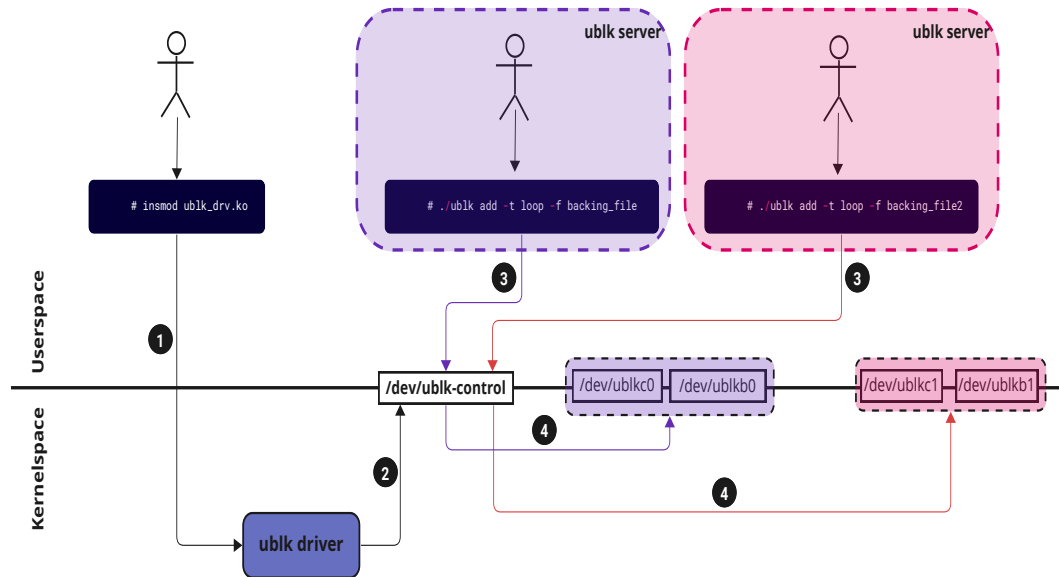 ublk server
ublk server
# insmod ublk_drv.ko
# ./ublk add -t loop -f backing_file
# ./ublk add -t loop -f backing_file2
3
3
1
Userspace
/dev/ublk-control
/dev/ublkc0
/dev/ublkb0
/dev/ublkc1
/dev/ublkb1
4
2
4
Kernelspace
ublk driver